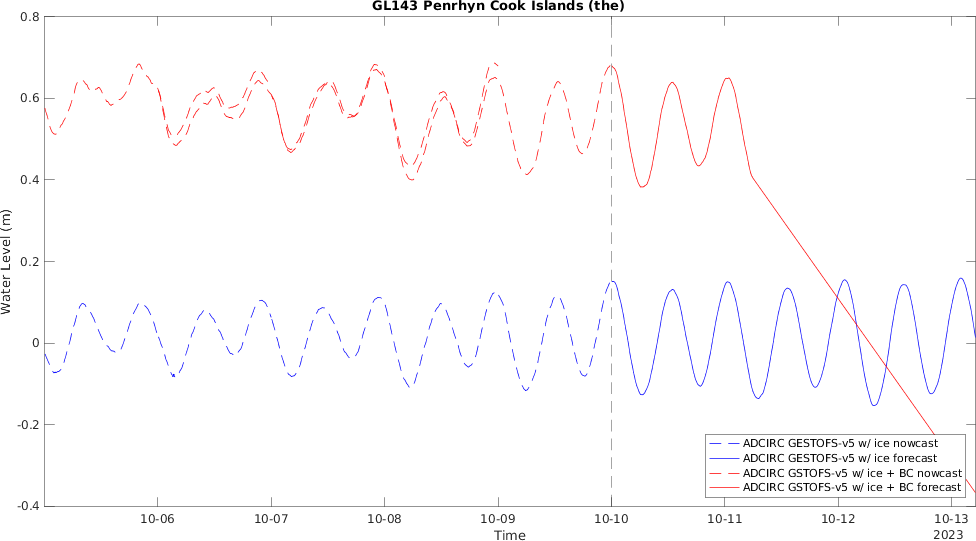 GL143 Penrhyn Cook Islands (the)
0.8
0.6
0.4
0.2
0
-0.2
-0.4
Water Level (m)
10-06
10-07
10-08
10-09
10-10
10-11
10-12
10-13
2023
Time
ADCIRC GESTOFS-v5 w/ ice nowcast
ADCIRC GESTOFS-v5 w/ ice forecast
ADCIRC GSTOFS-v5 w/ ice + BC nowcast
ADCIRC GSTOFS-v5 w/ ice + BC forecast